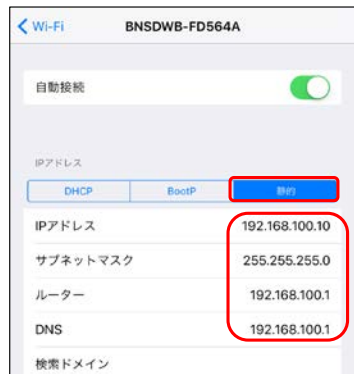 Wi-Fi BNSDWB-FD564A
自動接続
IPアドレス
DHCP BootP 静的
IPアドレス 192.168.100.10
サブネットマスク 255.255.255.0
ルーター 192.168.100.1
DNS 192.168.100.1
検索ドメイン